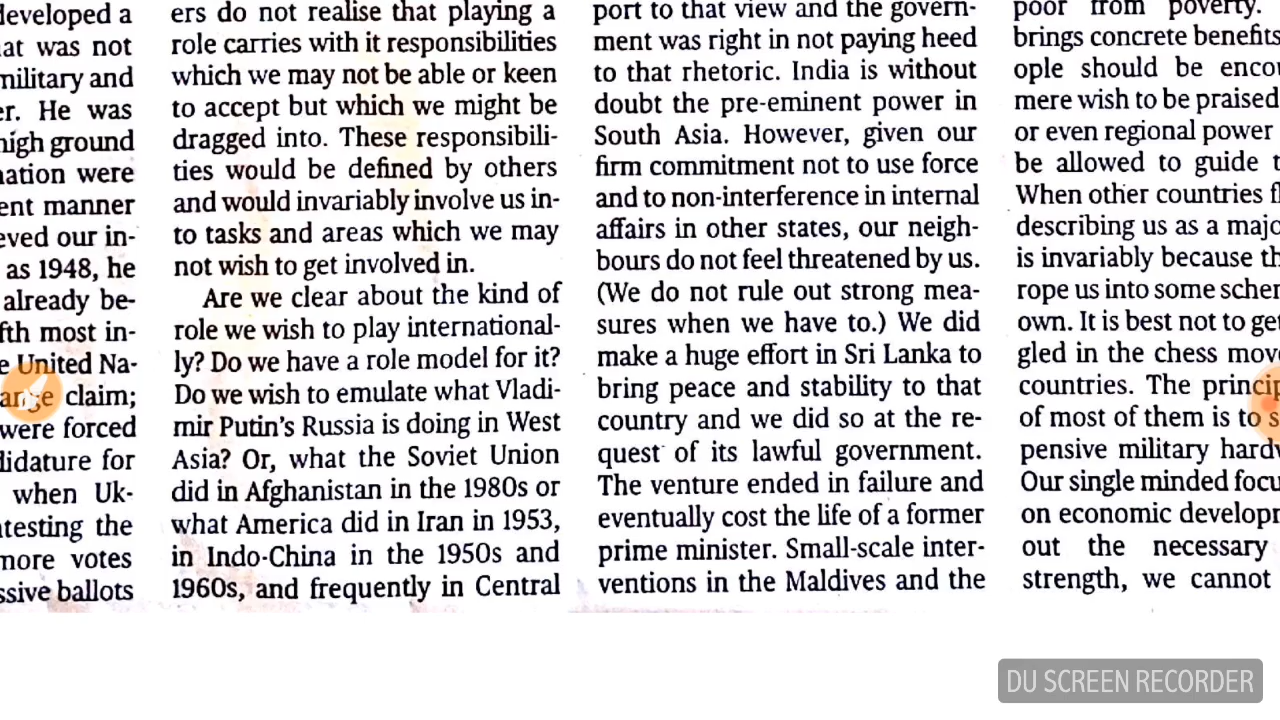 developed a
at was not
military and
er. He was
high ground
nation were
ent manner
eved our in-
as 1948, he
already be-
fth most in-
e United Na-
ange claim;
were forced
didature for
when Uk-
ntesting the
more votes
ssive ballots
ers do not realise that playing a
role carries with it responsibilities
which we may not be able or keen
to accept but which we might be
dragged into. These responsibili-
ties would be defined by others
and would invariably involve us in-
to tasks and areas which we may
not wish to get involved in.
Are we clear about the kind of
role we wish to play international-
ly? Do we have a role model for it?
Do we wish to emulate what Vladi-
mir Putin's Russia is doing in West
Asia? Or, what the Soviet Union
did in Afghanistan in the 1980s or
what America did in Iran in 1953,
in Indo-China in the 1950s and
1960s, and frequently in Central
port to that view and the govern-
ment was right in not paying heed
to that rhetoric. India is without
doubt the pre-eminent power in
South Asia. However, given our
firm commitment not to use force
and to non-interference in internal
affairs in other states, our neigh-
bours do not feel threatened by us.
(We do not rule out strong mea-
sures when we have to.) We did
make a huge effort in Sri Lanka to
bring peace and stability to that
country and we did so at the re-
quest of its lawful government.
The venture ended in failure and
eventually cost the life of a former
prime minister. Small-scale inter-
ventions in the Maldives and the
poor from poverty.
brings concrete benefits
ople should be encou
mere wish to be praised
or even regional power
be allowed to guide t
When other countries fl
describing us as a majo
is invariably because th
rope us into some schem
own. It is best not to get
gled in the chess mov
countries. The princip
of most of them is to s
pensive military hardw
Our single minded focu
on economic developm
out the necessary
strength, we cannot
DU SCREEN RECORDER